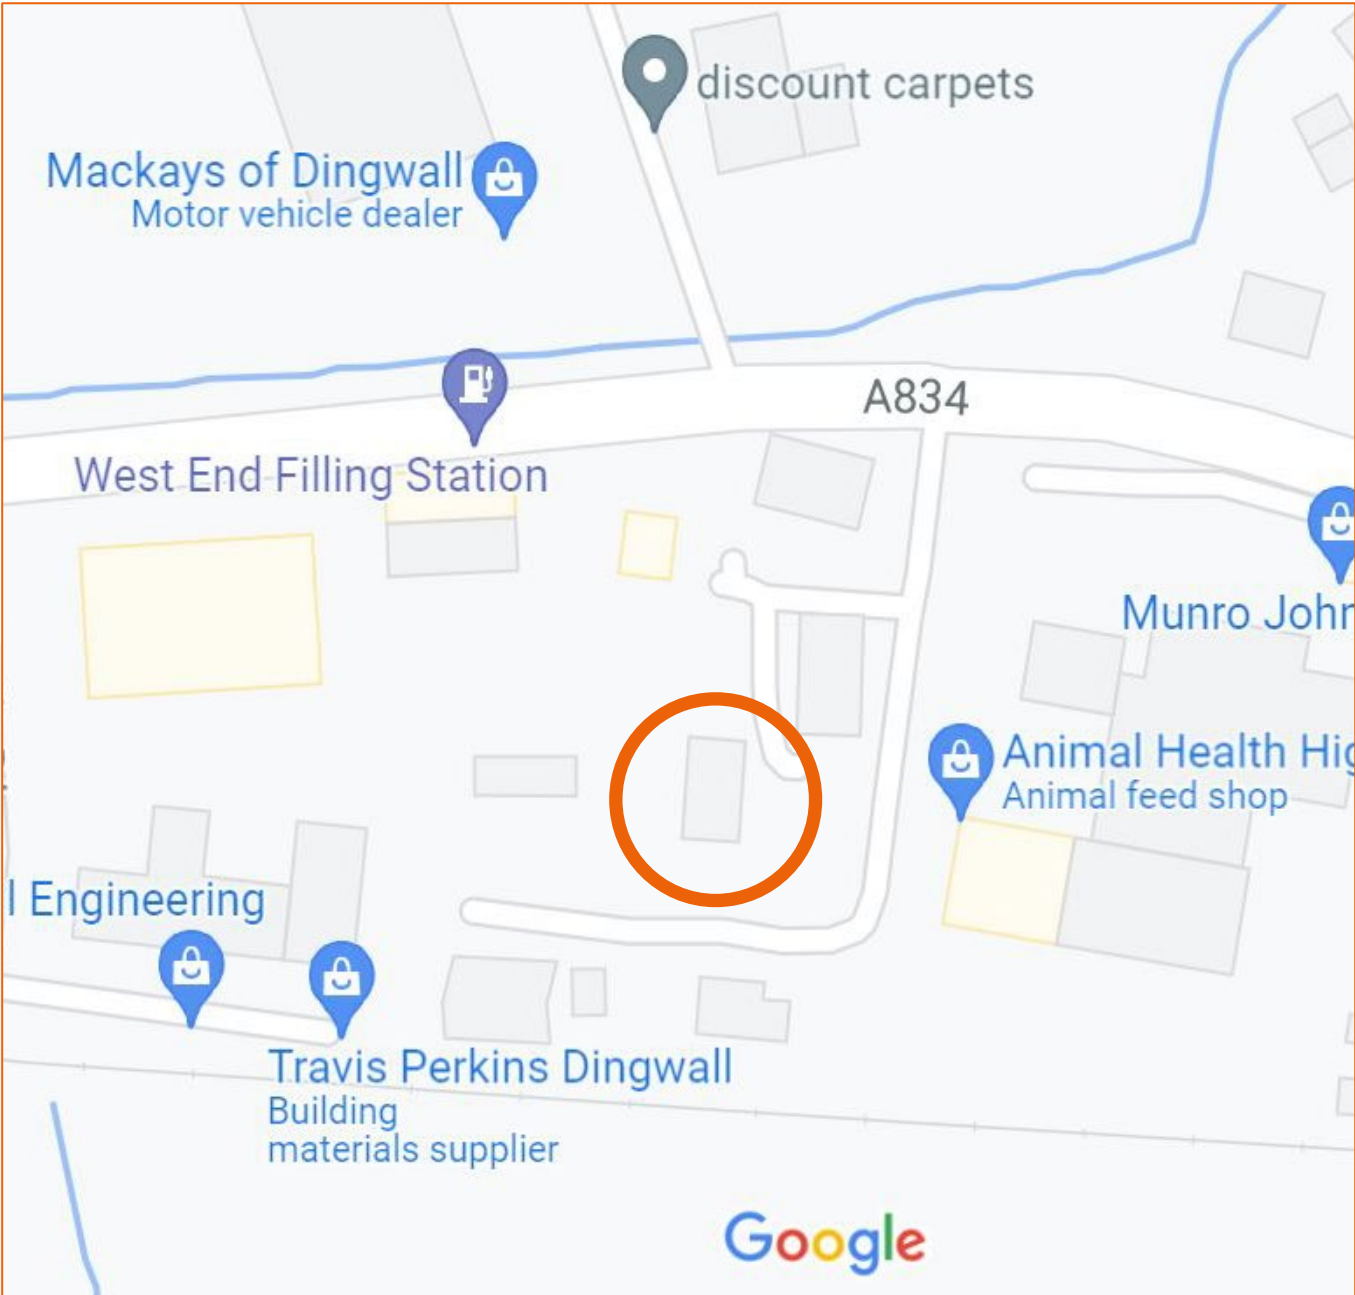 discount carpets
Mackays of Dingwall
Motor vehicle dealer
A834
West End Filling Station
Munro John
Animal Health Hig
Animal feed shop
l Engineering
Travis Perkins Dingwall
Building
materials supplier
Google